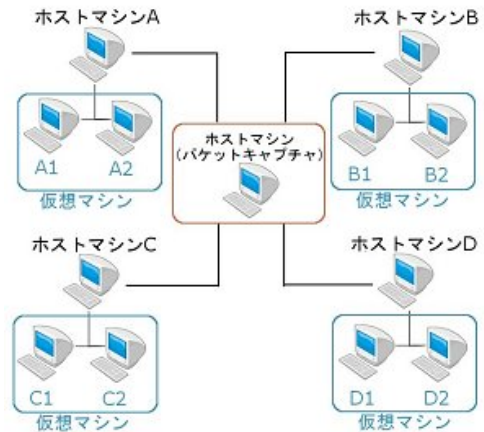 ホストマシンA
ホストマシンB
A1 A2
仮想マシン
ホストマシン
(パケットキャプチャ)
B1 B2
仮想マシン
ホストマシンC
ホストマシンD
C1 C2
仮想マシン
D1 D2
仮想マシン